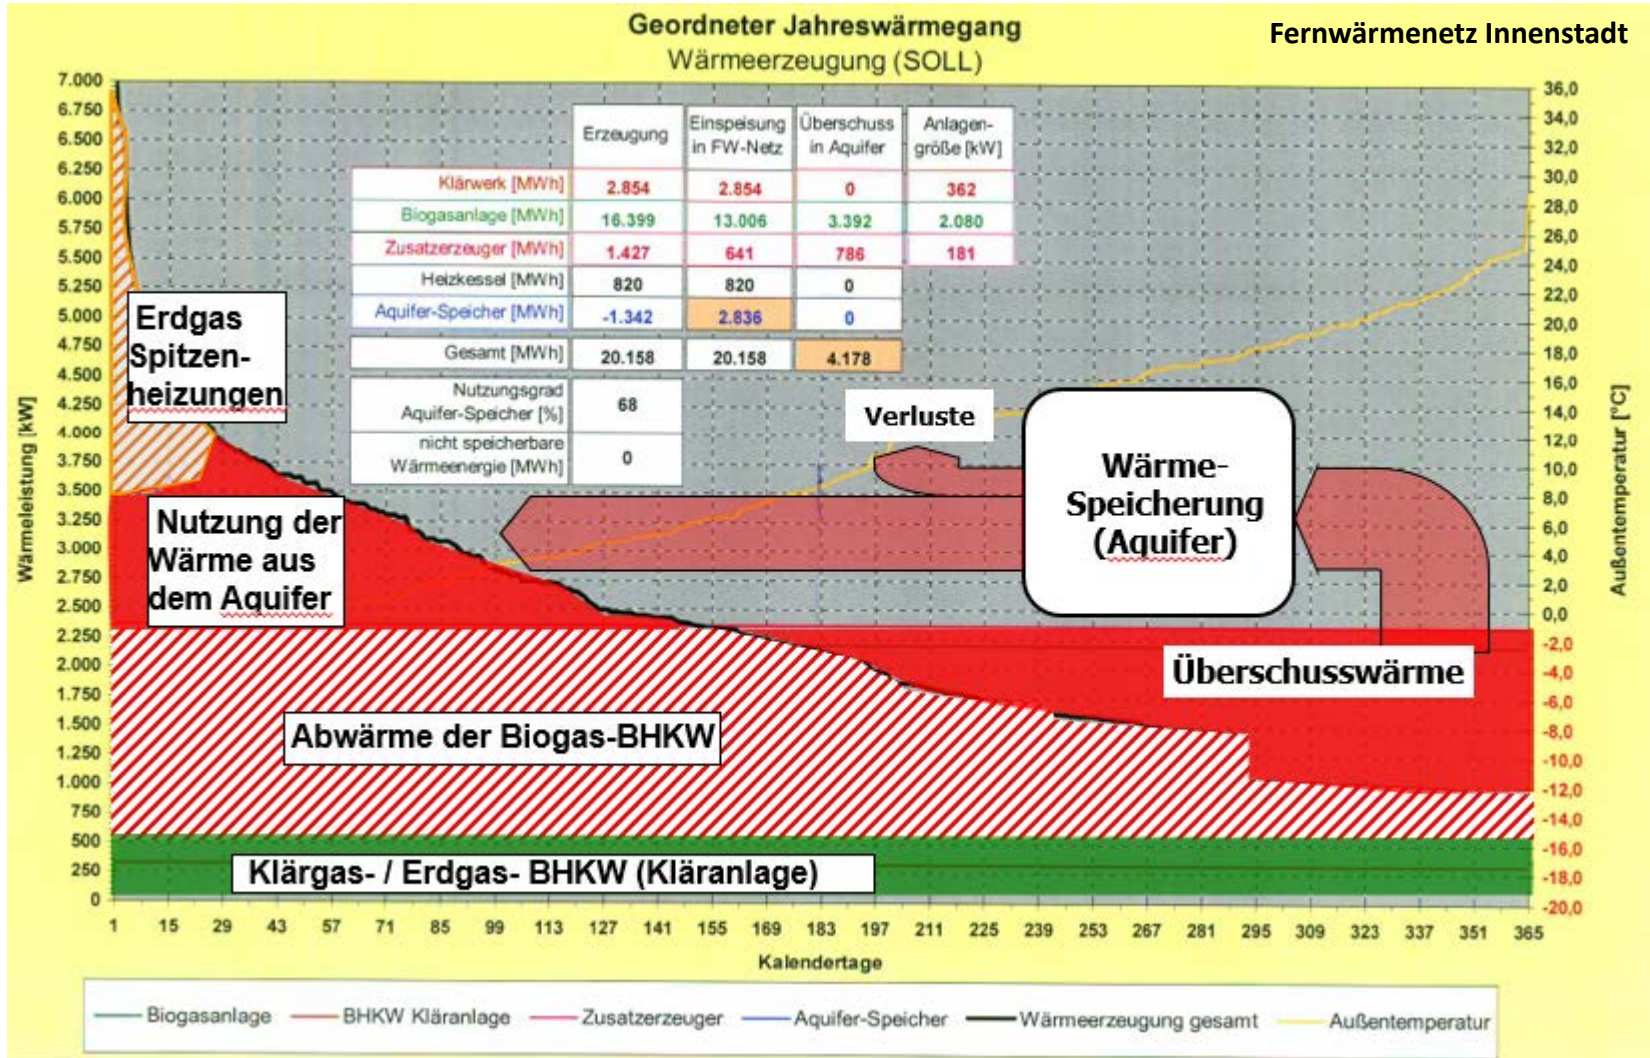 Geordneter Jahreswärmegang
Wärmeerzeugung (SOLL)
Fernwärmenetz Innenstadt
Wärmeleistung [kW]
7.000
6.750
6.500
6.250
6.000
5.750
5.500
5.250
5.000
4.750
4.500
4.250
4.000
3.750
3.500
3.250
3.000
2.750
2.500
2.250
2.000
1.750
1.500
1.250
1.000
750
500
250
0
Erzeugung
Einspeisung in FW-Netz
Überschuss in Aquifer
Anlagen-größe [kW]
Klärwerk [MWh] 2.854 2.854 0 362
Biogasanlage [MWh] 16.399 13.006 3.392 2.080
Zusatzerzeuger [MWh] 1.427 641 786 181
Heizkessel [MWh] 820 820 0
Aquifer-Speicher [MWh] -1.342 2.836 0
Gesamt [MWh] 20.158 20.158 4.178
Nutzungsgrad
Aquifer-Speicher [%] 68
nicht speicherbare
Wärmeenergie [MWh] 0
Erdgas
Spitzen-
heizungen
Nutzung der
Wärme aus
dem Aquifer
Verluste
Wärme-
Speicherung
(Aquifer)
Überschusswärme
Abwärme der Biogas-BHKW
Klärgas- / Erdgas- BHKW (Kläranlage)
36,0
34,0
32,0
30,0
28,0
26,0
24,0
22,0
20,0
18,0
16,0
14,0
12,0
10,0
8,0
6,0
4,0
2,0
0,0
-2,0
-4,0
-6,0
-8,0
-10,0
-12,0
-14,0
-16,0
-18,0
-20,0
Außentemperatur [°C]
1 15 29 43 57 71 85 99 113 127 141 155 169 183 197 211 225 239 253 267 281 295 309 323 337 351 365
Kalendertage
Biogasanlage BHKW Kläranlage Zusatzerzeuger Aquifer-Speicher Wärmeerzeugung gesamt Außentemperatur